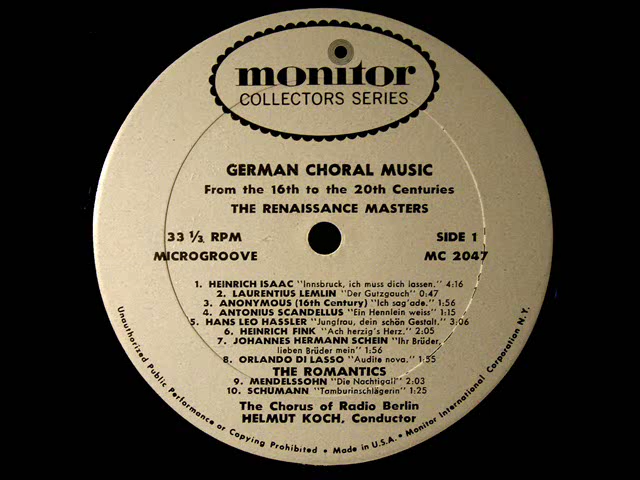 monitor
COLLECTORS SERIES
GERMAN CHORAL MUSIC
From the 16th to the 20th Centuries
THE RENAISSANCE MASTERS
33 ⅓ RPM
SIDE 1
MICROGROOVE
MC 2047
1. HEINRICH ISAAC "Innsbruck, ich muss dich lassen." 4:16
2. LAURENTIUS LEMLIN "Der Gutzgauch" 0:47
3. ANONYMOUS (16th Century) "Ich sag'ade." 1:56
4. ANTONIUS SCANDELLUS "Ein Hennlein weiss" 1:15
5. HANS LEO HASSLER "Jungfrau, dein schön Gestalt." 3:06
6. HEINRICH FINK "Ach herzig's Herz." 2:05
7. JOHANNES HERMANN SCHEIN "Ihr Brüder,
lieben Brüder mein" 1:56
8. ORLANDO DI LASSO "Audite nova." 1:55
THE ROMANTICS
9. MENDELSSOHN "Die Nachtigall" 2:03
10. SCHUMANN "Tamburinschlägerin" 1:25
The Chorus of Radio Berlin
HELMUT KOCH, Conductor
Unauthorized Public Performance or Copying Prohibited • Made in U.S.A. • Monitor International Corporation N.Y.